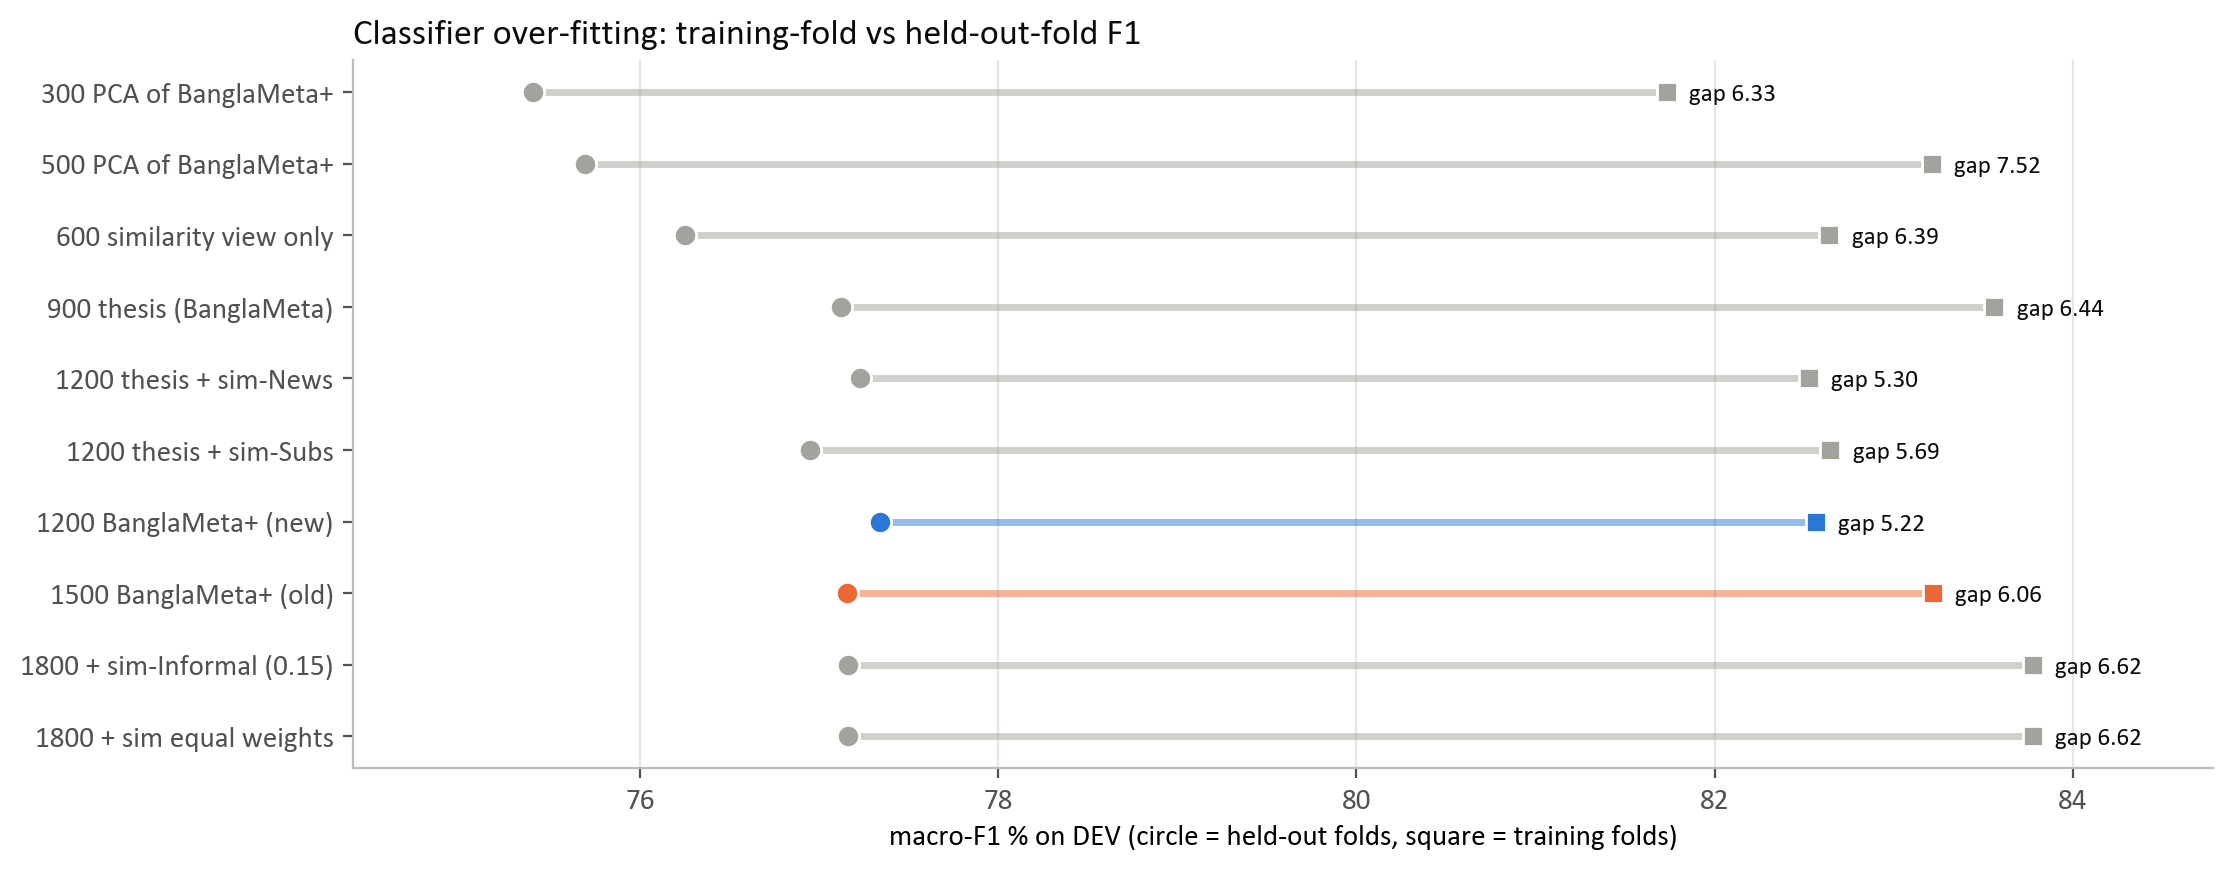 Classifier over-fitting: training-fold vs held-out-fold F1
300 PCA of BanglaMeta+
gap 6.33
500 PCA of BanglaMeta+
gap 7.52
600 similarity view only
gap 6.39
900 thesis (BanglaMeta)
gap 6.44
1200 thesis + sim-News
gap 5.30
1200 thesis + sim-Subs
gap 5.69
1200 BanglaMeta+ (new)
gap 5.22
1500 BanglaMeta+ (old)
gap 6.06
1800 + sim-Informal (0.15)
gap 6.62
1800 + sim equal weights
gap 6.62
76 78 80 82 84
macro-F1 % on DEV (circle = held-out folds, square = training folds)